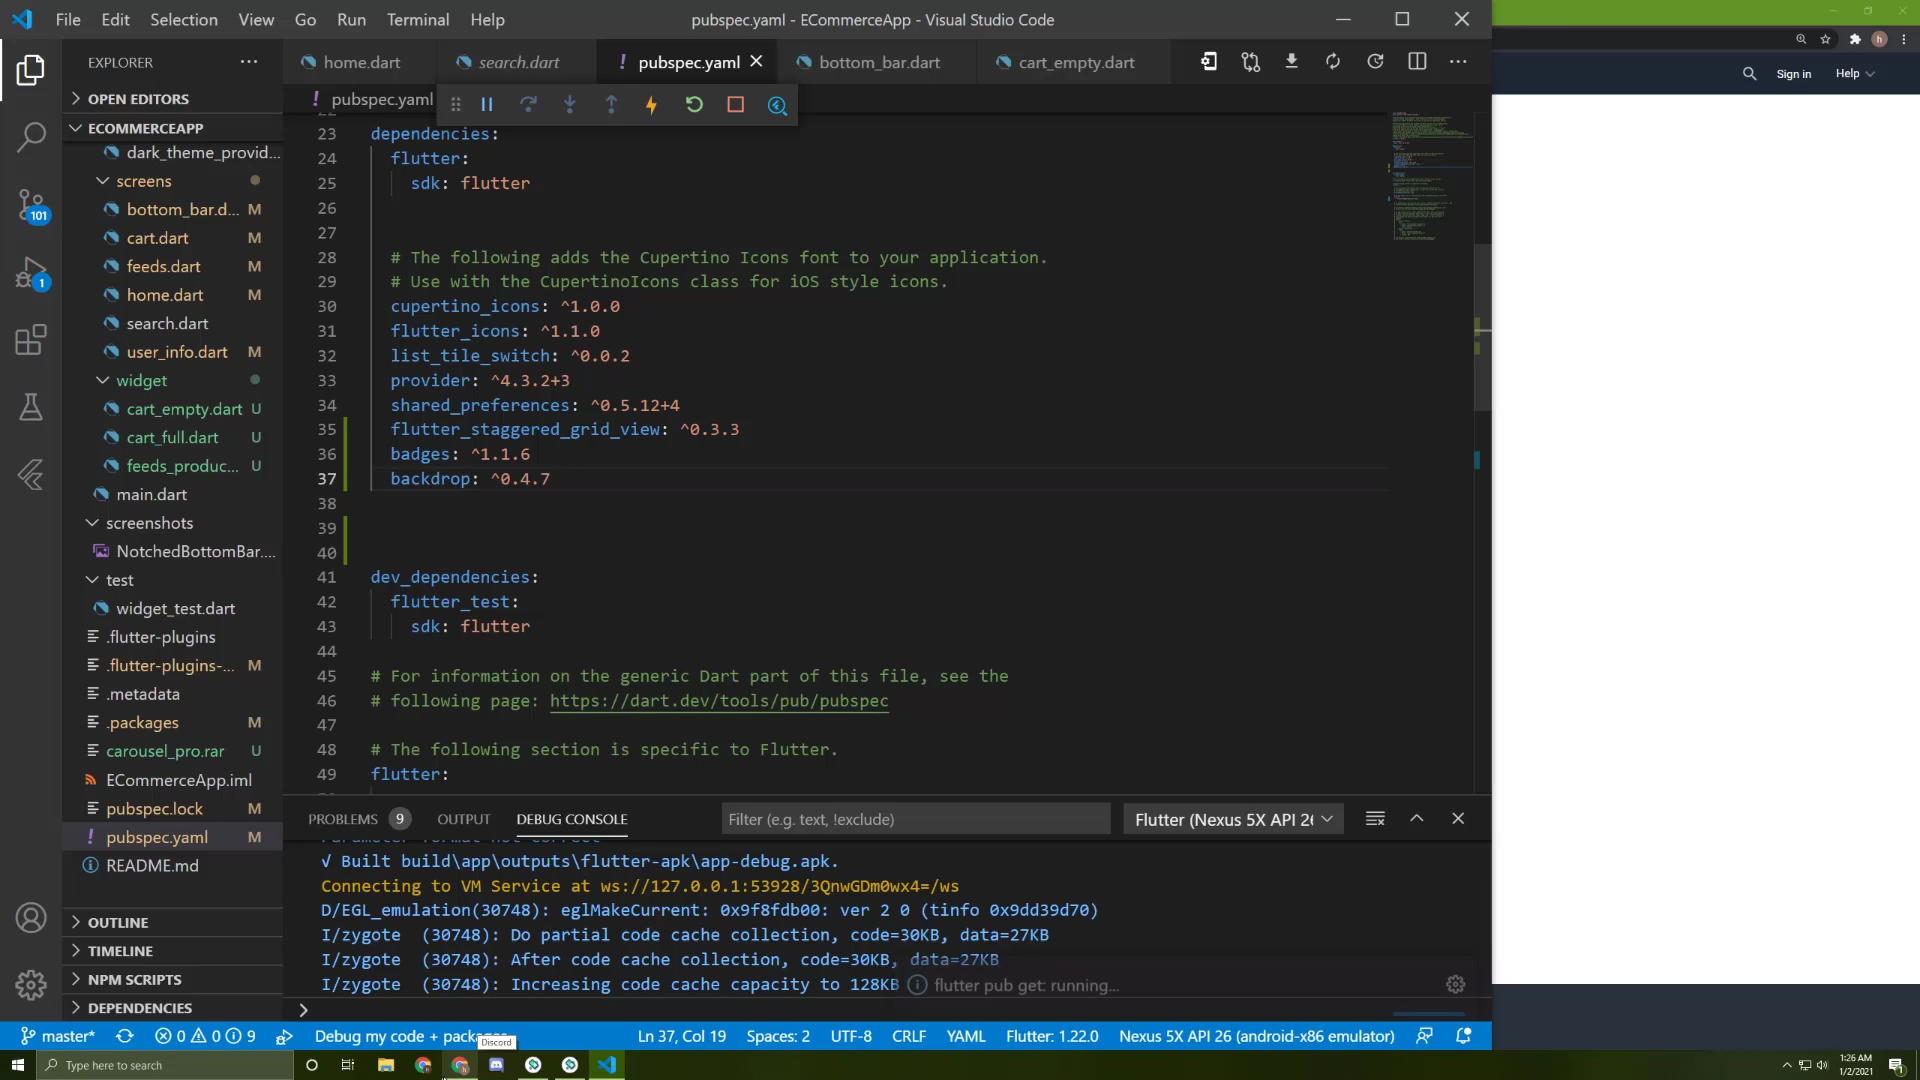 File Edit Selection View Go Run Terminal Help
pubspec.yaml - ECommerceApp - Visual Studio Code
Sign in
Help
EXPLORER
OPEN EDITORS
ECOMMERCEAPP
dark_theme_provid...
screens
bottom_bar.d... M
cart.dart M
feeds.dart M
home.dart M
search.dart
user_info.dart M
widget
cart_empty.dart U
cart_full.dart U
feeds_produc... U
main.dart
screenshots
NotchedBottomBar....
test
widget_test.dart
.flutter-plugins
.flutter-plugins-... M
.metadata
.packages M
carousel_pro.rar U
ECommerceApp.iml
pubspec.lock M
pubspec.yaml M
README.md
OUTLINE
TIMELINE
NPM SCRIPTS
DEPENDENCIES
101
1
home.dart
search.dart
pubspec.yaml
bottom_bar.dart
cart_empty.dart
pubspec.yaml
23 dependencies:
24 flutter:
25 sdk: flutter
26
27
28 # The following adds the Cupertino Icons font to your application.
29 # Use with the CupertinoIcons class for iOS style icons.
30 cupertino_icons: ^1.0.0
31 flutter_icons: ^1.1.0
32 list_tile_switch: ^0.0.2
33 provider: ^4.3.2+3
34 shared_preferences: ^0.5.12+4
35 flutter_staggered_grid_view: ^0.3.3
36 badges: ^1.1.6
37 backdrop: ^0.4.7
38
39
40
41 dev_dependencies:
42 flutter_test:
43 sdk: flutter
44
45 # For information on the generic Dart part of this file, see the
46 # following page: https://dart.dev/tools/pub/pubspec
47
48 # The following section is specific to Flutter.
49 flutter:
PROBLEMS 9 OUTPUT DEBUG CONSOLE
Filter (e.g. text, !exclude)
Flutter (Nexus 5X API 26
Parameter format not correct
√ Built build\app\outputs\flutter-apk\app-debug.apk.
Connecting to VM Service at ws://127.0.0.1:53928/3QnwGDm0wx4=/ws
D/EGL_emulation(30748): eglMakeCurrent: 0x9f8fdb00: ver 2 0 (tinfo 0x9dd39d70)
I/zygote (30748): Do partial code cache collection, code=30KB, data=27KB
I/zygote (30748): After code cache collection, code=30KB, data=27KB
I/zygote (30748): Increasing code cache capacity to 128KB
flutter pub get: running...
master* 0 0 9 Debug my code + packages
Discord
Ln 37, Col 19 Spaces: 2 UTF-8 CRLF YAML Flutter: 1.22.0 Nexus 5X API 26 (android-x86 emulator)
Type here to search
1:26 AM
1/2/2021